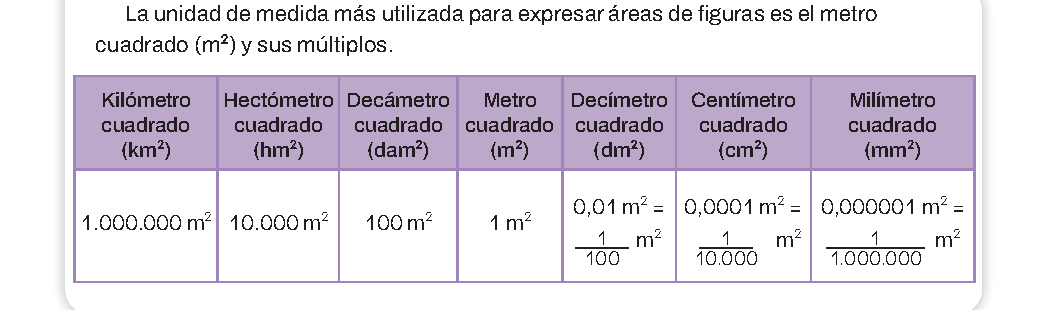 La unidad de medida más utilizada para expresar áreas de figuras es el metro
cuadrado (m²) y sus múltiplos.
Kilómetro cuadrado (km²)
Hectómetro cuadrado (hm²)
Decámetro cuadrado (dam²)
Metro cuadrado (m²)
Decímetro cuadrado (dm²)
Centímetro cuadrado (cm²)
Milímetro cuadrado (mm²)
1.000.000 m²
10.000 m²
100 m²
1 m²
0,01 m² =
1/100 m²
0,0001 m² =
1/10.000 m²
0,000001 m² =
1/1.000.000 m²